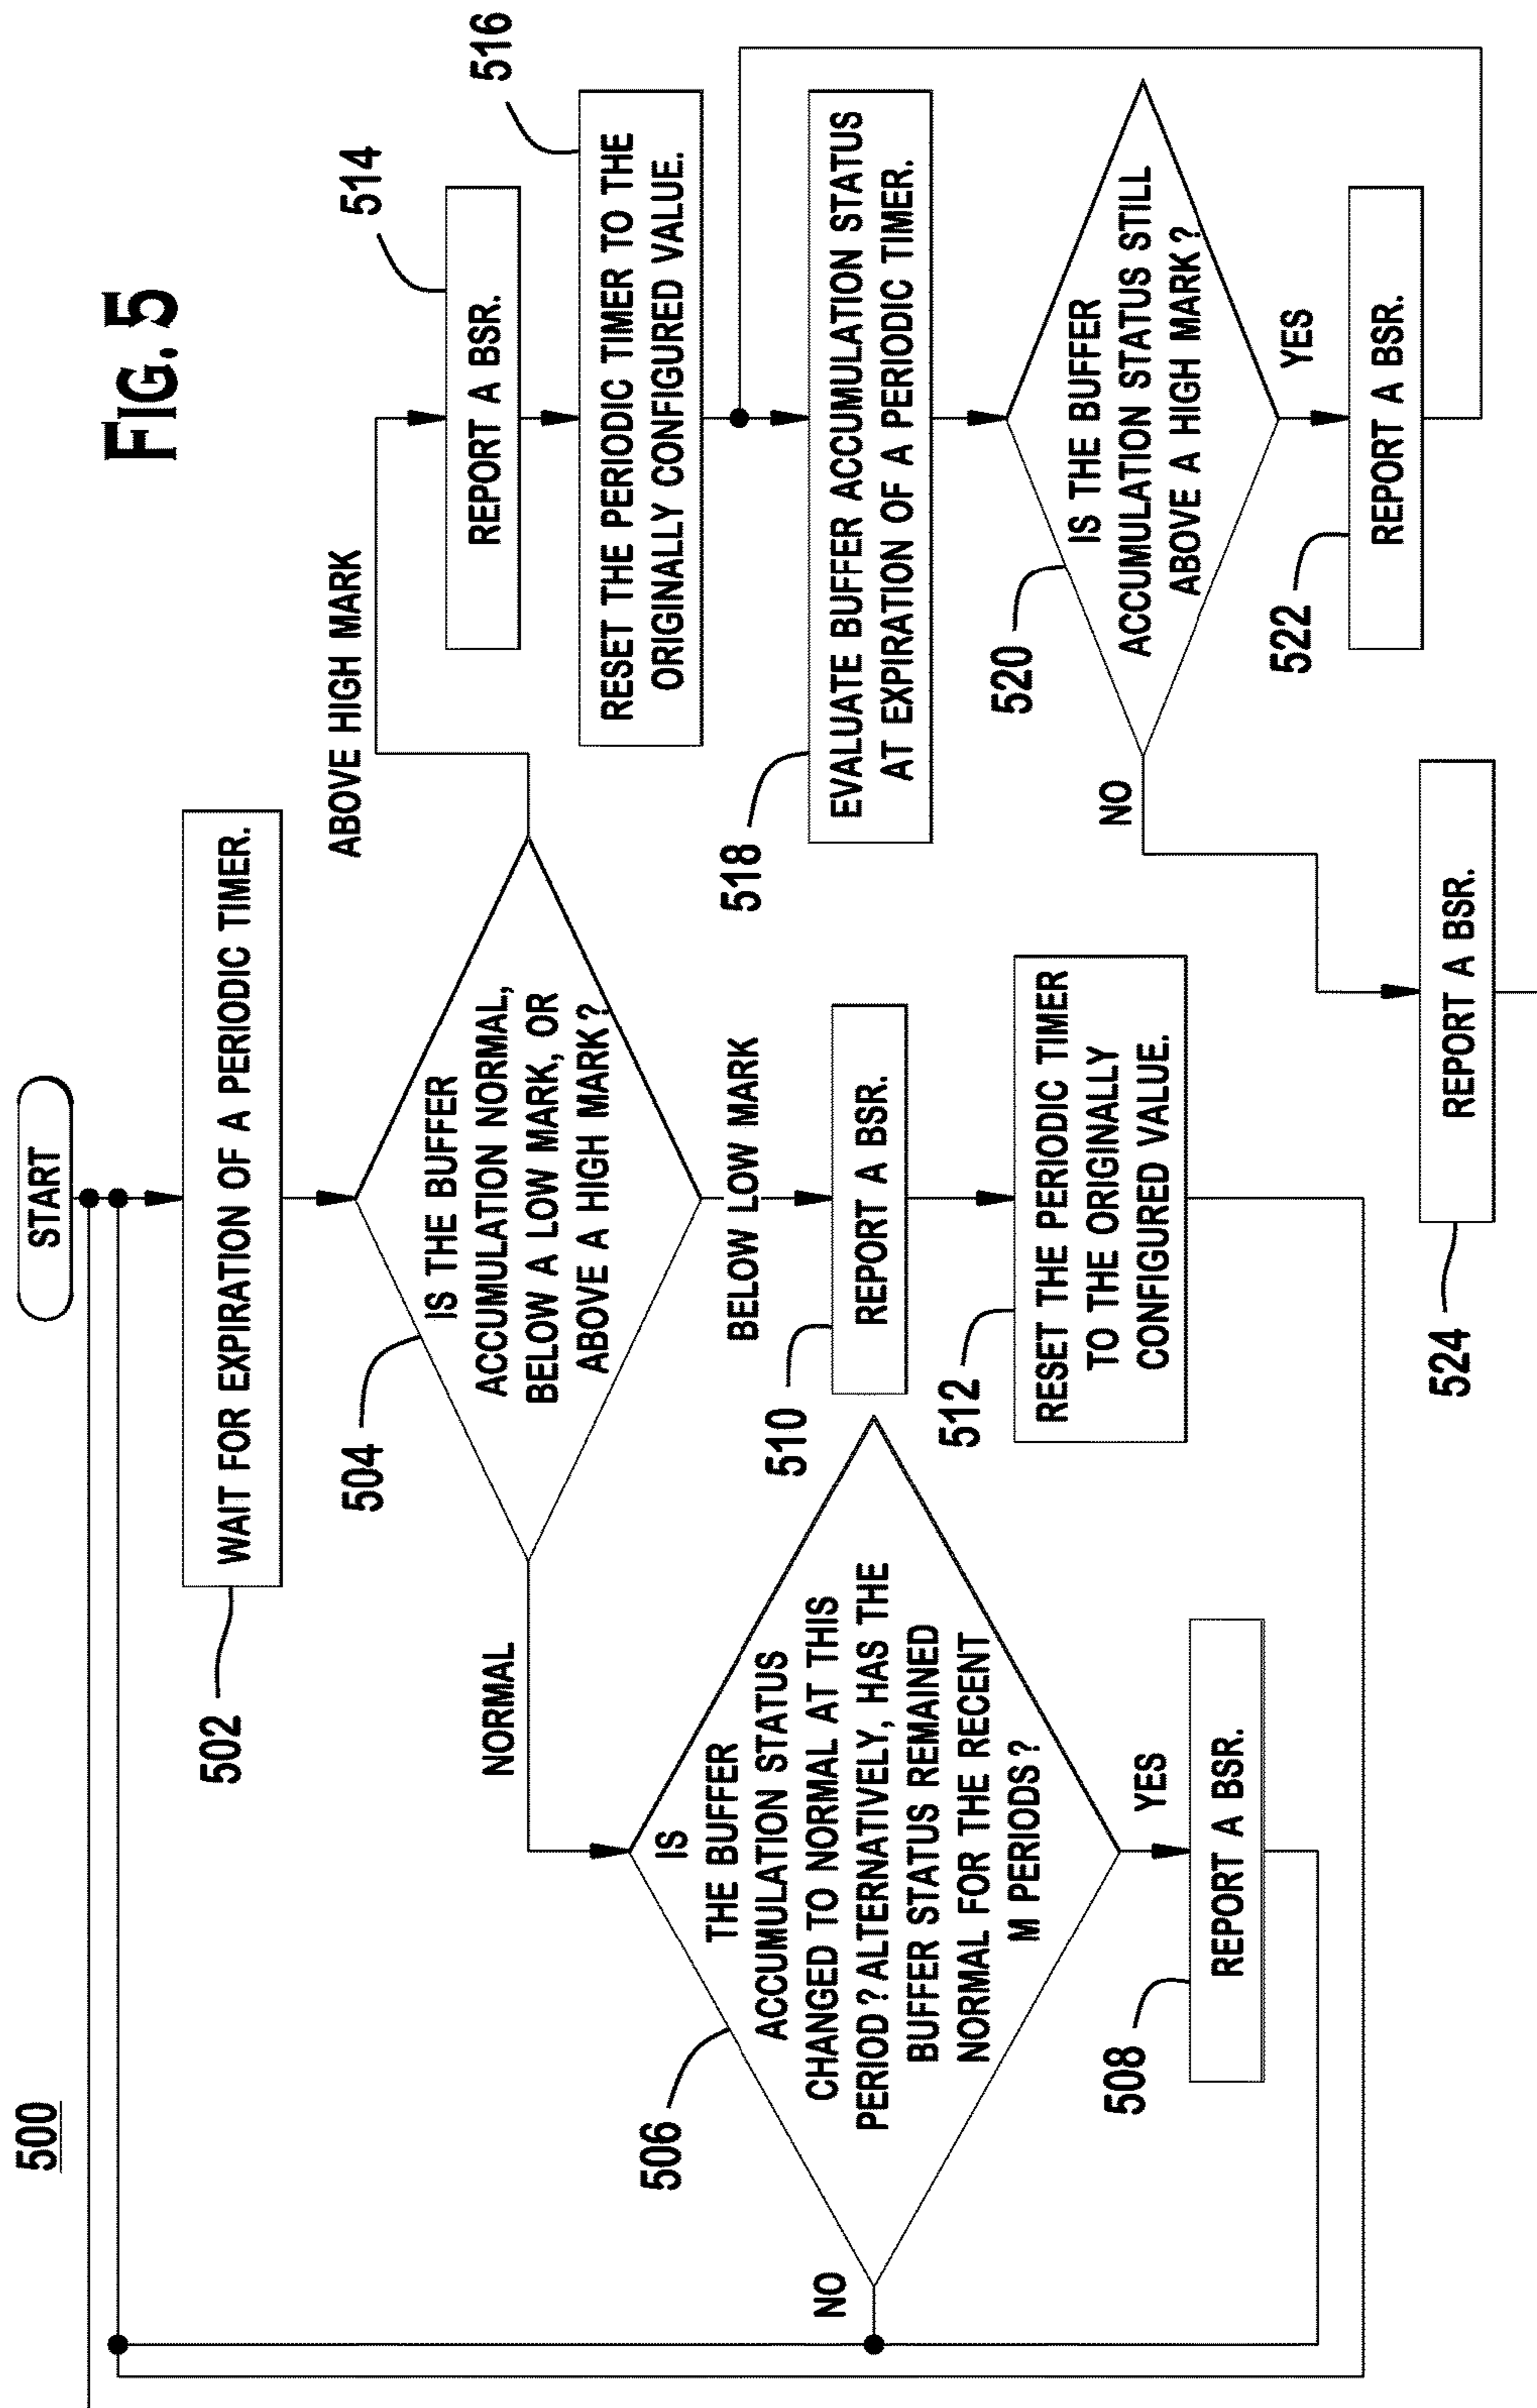 FIG. 5
500
START
502
WAIT FOR EXPIRATION OF A PERIODIC TIMER.
504
IS THE BUFFER
ACCUMULATION NORMAL,
BELOW A LOW MARK, OR
ABOVE A HIGH MARK?
NORMAL
BELOW LOW MARK
ABOVE HIGH MARK
506
IS
THE BUFFER
ACCUMULATION STATUS
CHANGED TO NORMAL AT THIS
PERIOD? ALTERNATIVELY, HAS THE
BUFFER STATUS REMAINED
NORMAL FOR THE RECENT
M PERIODS?
NO
YES
508
REPORT A BSR.
510
REPORT A BSR.
512
RESET THE PERIODIC TIMER
TO THE ORIGINALLY
CONFIGURED VALUE.
514
REPORT A BSR.
516
RESET THE PERIODIC TIMER TO THE
ORIGINALLY CONFIGURED VALUE.
518
EVALUATE BUFFER ACCUMULATION STATUS
AT EXPIRATION OF A PERIODIC TIMER.
520
IS THE BUFFER
ACCUMULATION STATUS STILL
ABOVE A HIGH MARK?
NO
YES
522
REPORT A BSR.
524
REPORT A BSR.